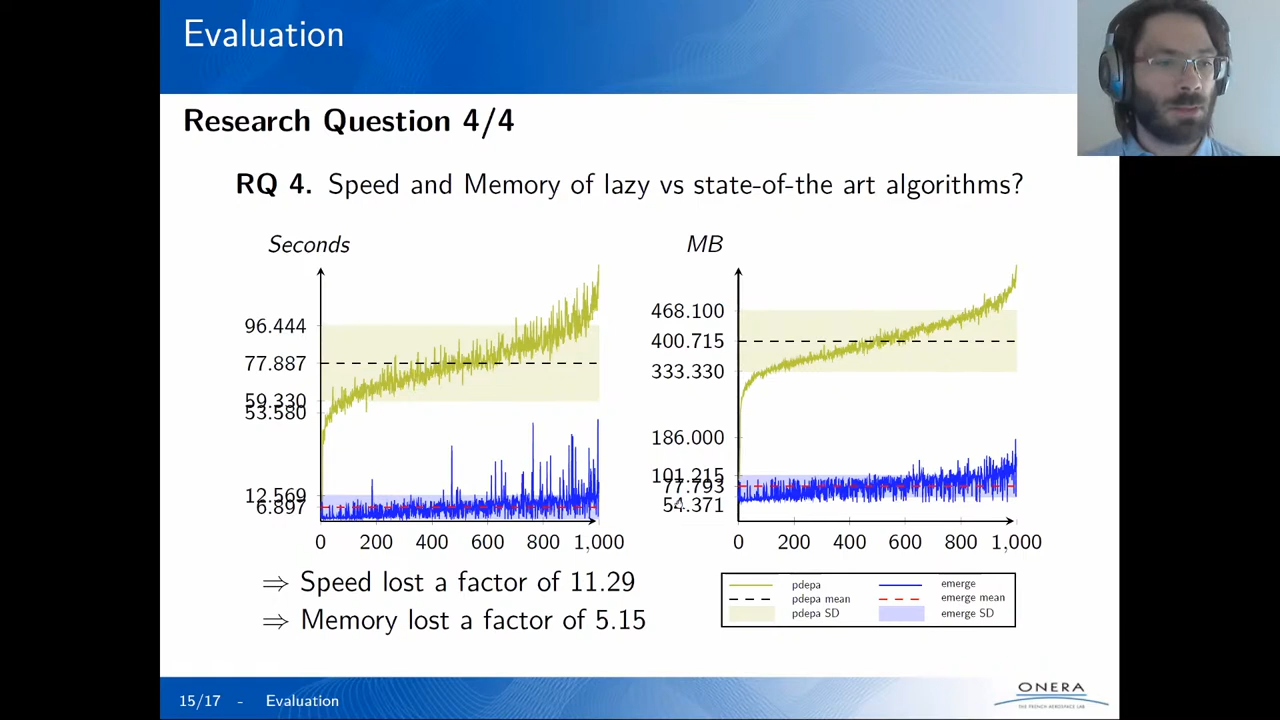 Evaluation
Research Question 4/4
RQ 4. Speed and Memory of lazy vs state-of-the art algorithms?
Seconds
96.444
77.887
59.330
53.580
12.569
6.897
0 200 400 600 800 1,000
MB
468.100
400.715
333.330
186.000
101.215
77.793
54.371
0 200 400 600 800 1,000
⇒ Speed lost a factor of 11.29
⇒ Memory lost a factor of 5.15
pdepa emerge
pdepa mean emerge mean
pdepa SD emerge SD
15/17 - Evaluation
ONERA
THE FRENCH AEROSPACE LAB